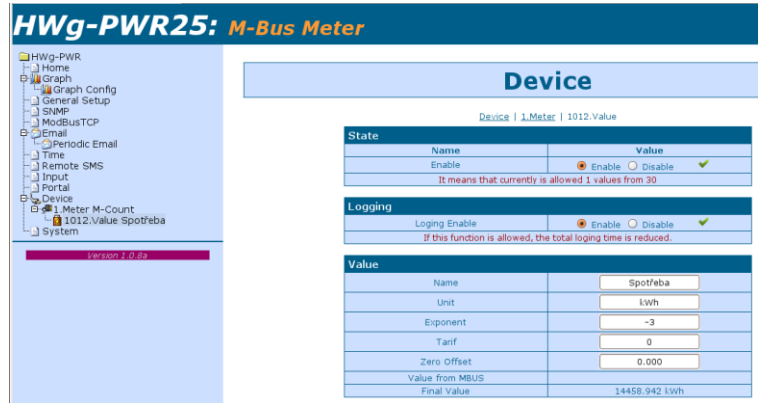 HWg-PWR25: M-Bus Meter
HWg-PWR
Home
Graph
Graph Config
General Setup
SNMP
ModBusTCP
Email
Periodic Email
Time
Remote SMS
Input
Portal
Device
1.Meter M-Count
1012.Value Spotřeba
System
Version 1.0.8a
Device
Device | 1.Meter | 1012.Value
State
Name Value
Enable Enable Disable
It means that currently is allowed 1 values from 30
Logging
Loging Enable Enable Disable
If this function is allowed, the total loging time is reduced.
Value
Name Spotřeba
Unit kWh
Exponent -3
Tarif 0
Zero Offset 0.000
Value from MBUS
Final Value 14458.942 kWh